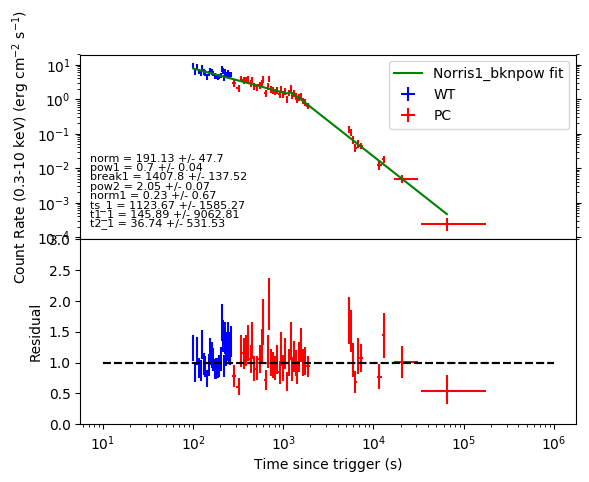 Count Rate (0.3-10 keV) (erg cm⁻² s⁻¹)
10¹
10⁰
10⁻¹
10⁻²
10⁻³
10⁻⁴
Norris1_bknpow fit
WT
PC
norm = 191.13 +/- 47.7
pow1 = 0.7 +/- 0.04
break1 = 1407.8 +/- 137.52
pow2 = 2.05 +/- 0.07
norm1 = 0.23 +/- 0.67
ts_1 = 1123.67 +/- 1585.27
t1_1 = 145.89 +/- 9062.81
t2_1 = 36.74 +/- 531.53
Residual
3.0
2.5
2.0
1.5
1.0
0.5
0.0
10¹ 10² 10³ 10⁴ 10⁵ 10⁶
Time since trigger (s)